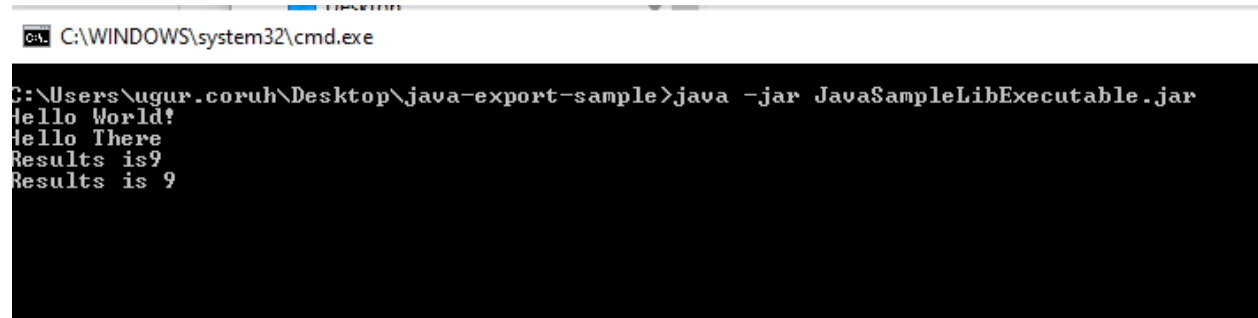 Desktop
C:\WINDOWS\system32\cmd.exe
C:\Users\ugur.coruh\Desktop\java-export-sample>java -jar JavaSampleLibExecutable.jar
Hello World!
Hello There
Results is9
Results is 9